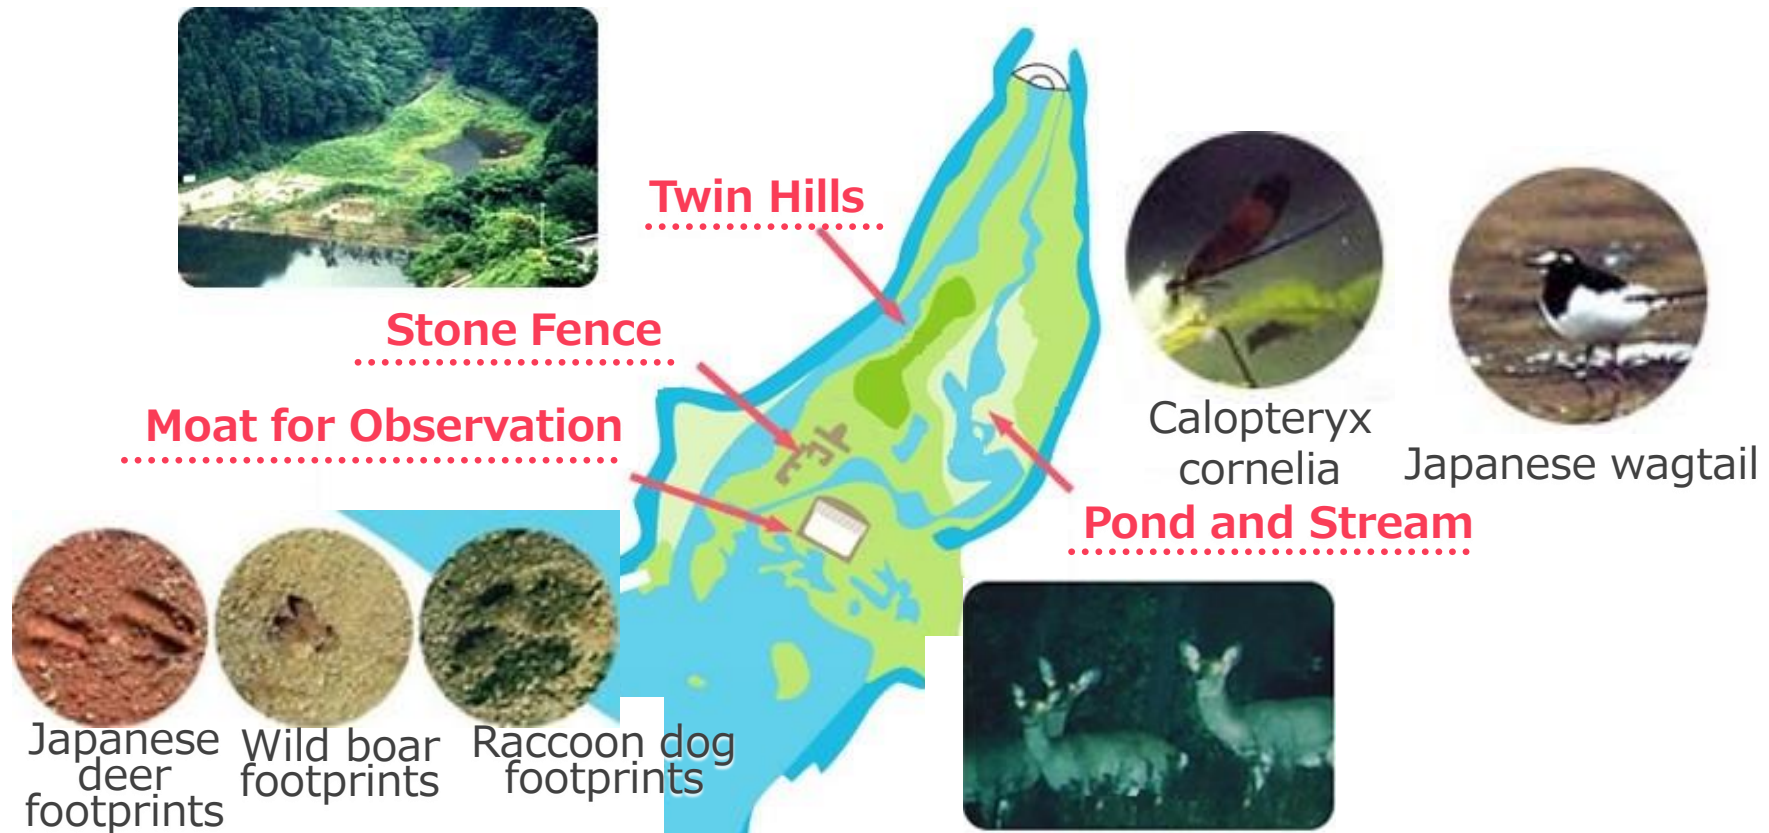 Twin Hills
Stone Fence
Moat for Observation
Calopteryx
cornelia
Japanese wagtail
Pond and Stream
Japanese
deer
footprints
Wild boar
footprints
Raccoon dog
footprints